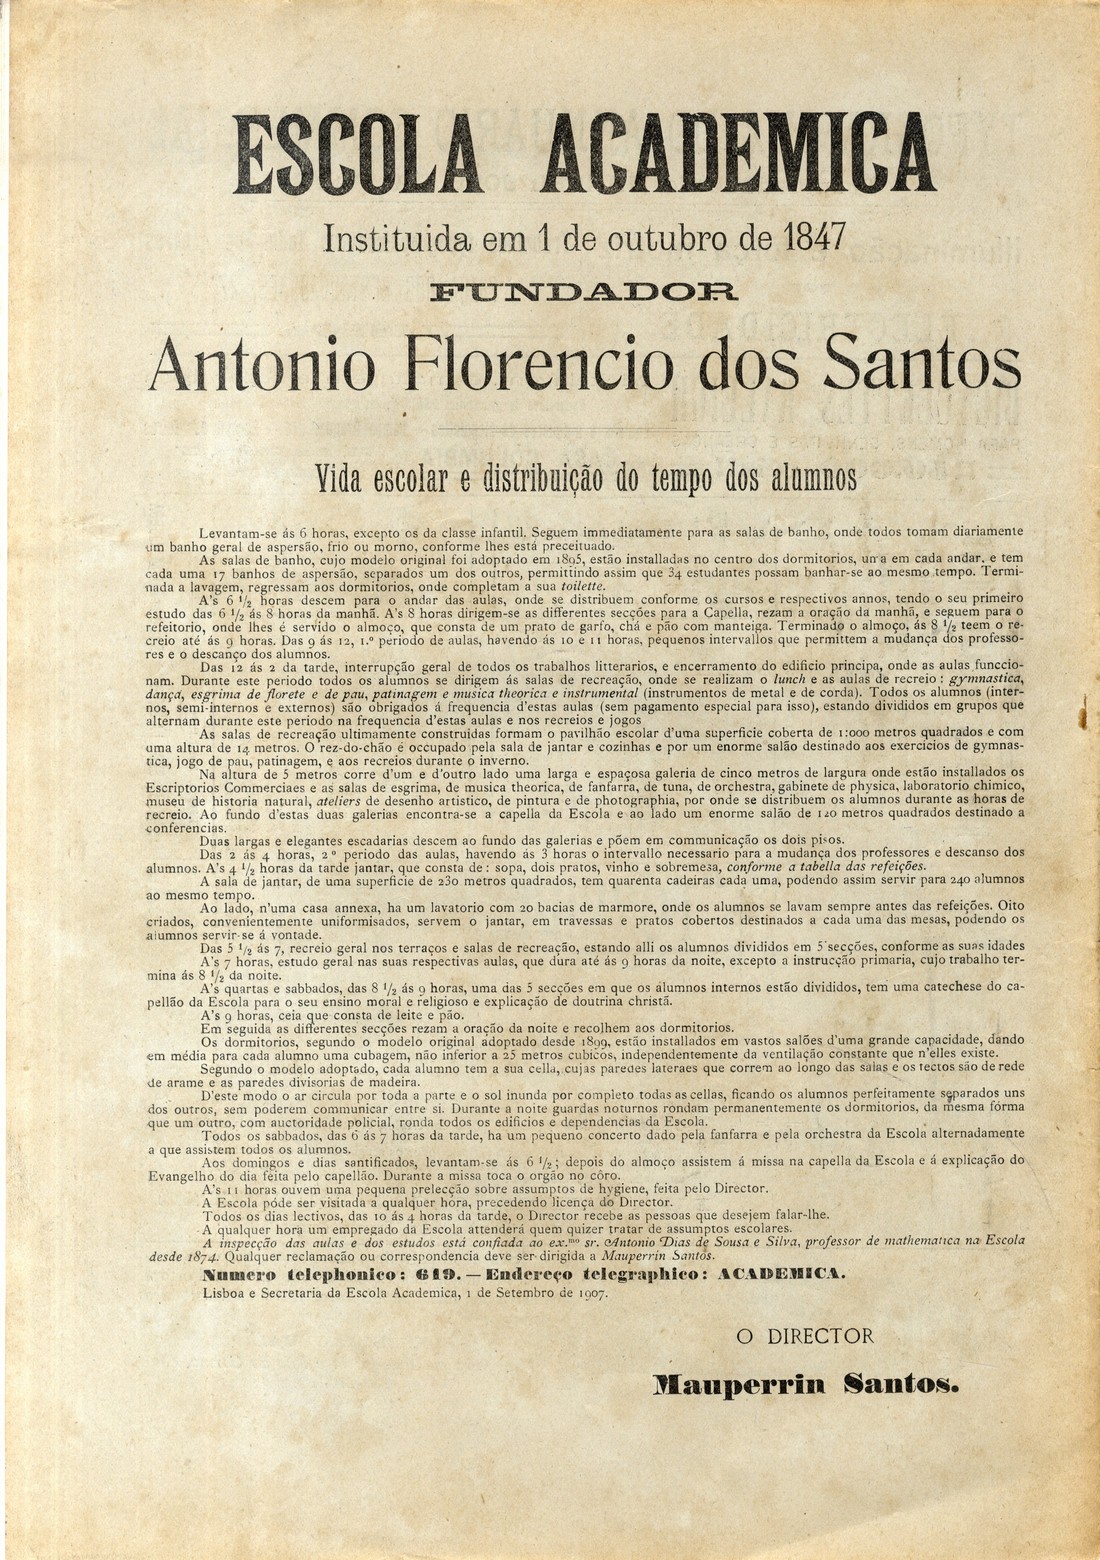 ESCOLA ACADEMICA
Instituida em 1 de outubro de 1847
FUNDADOR
Antonio Florencio dos Santos
Vida escolar e distribuição do tempo dos alumnos
Levantam-se ás 6 horas, excepto os da classe infantil. Seguem immediatamente para as salas de banho, onde todos tomam diariamente
um banho geral de aspersão, frio ou morno, conforme lhes está preceituado.
As salas de banho, cujo modelo original foi adoptado em 1895, estão installadas no centro dos dormitorios, uma em cada andar, e tem
cada uma 17 banhos de aspersão, separados um dos outros, permittindo assim que 34 estudantes possam banhar-se ao mesmo tempo. Termi-
nada a lavagem, regressam aos dormitorios, onde completam a sua toilette.
A's 6 1/2 horas descem para o andar das aulas, onde se distribuem conforme os cursos e respectivos annos, tendo o seu primeiro
estudo das 6 1/2 ás 8 horas da manhã. A's 8 horas dirigem-se as differentes secções para a Capella, rezam a oração da manhã, e seguem para o
refeitorio, onde lhes é servido o almoço, que consta de um prato de garfo, chá e pão com manteiga. Terminado o almoço, ás 8 1/2 teem o re-
creio até ás 9 horas. Das 9 ás 12, 1.º periodo de aulas, havendo ás 10 e 11 horas, pequenos intervallos que permittem a mudança dos professo-
res e o descanço dos alumnos.
Das 12 ás 2 da tarde, interrupção geral de todos os trabalhos litterarios, e encerramento do edificio principa, onde as aulas funccio-
nam. Durante este periodo todos os alumnos se dirigem ás salas de recreação, onde se realizam o lunch e as aulas de recreio: gymnastica,
dança, esgrima de florete e de pau, patinagem e musica theorica e instrumental (instrumentos de metal e de corda). Todos os alumnos (inter-
nos, semi-internos e externos) são obrigados á frequencia d'estas aulas (sem pagamento especial para isso), estando divididos em grupos que
alternam durante este periodo na frequencia d'estas aulas e nos recreios e jogos
As salas de recreação ultimamente construidas formam o pavilhão escolar d'uma superficie coberta de 1:000 metros quadrados e com
uma altura de 14 metros. O rez-do-chão é occupado pela sala de jantar e cozinhas e por um enorme salão destinado aos exercicios de gymnas-
tica, jogo de pau, patinagem, e aos recreios durante o inverno.
Na altura de 5 metros corre d'um e d'outro lado uma larga e espaçosa galeria de cinco metros de largura onde estão installados os
Escriptorios Commerciaes e as salas de esgrima, de musica theorica, de fanfarra, de tuna, de orchestra, gabinete de physica, laboratorio chimico,
museu de historia natural, ateliers de desenho artistico, de pintura e de photographia, por onde se distribuem os alumnos durante as horas de
recreio. Ao fundo d'estas duas galerias encontra-se a capella da Escola e ao lado um enorme salão de 120 metros quadrados destinado a
conferencias.
Duas largas e elegantes escadarias descem ao fundo das galerias e põem em communicação os dois pisos.
Das 2 ás 4 horas, 2º periodo das aulas, havendo ás 3 horas o intervallo necessario para a mudança dos professores e descanso dos
alumnos. A's 4 1/2 horas da tarde jantar, que consta de: sopa, dois pratos, vinho e sobremesa, conforme a tabella das refeições.
A sala de jantar, de uma superficie de 230 metros quadrados, tem quarenta cadeiras cada uma, podendo assim servir para 240 alumnos
ao mesmo tempo.
Ao lado, n'uma casa annexa, ha um lavatorio com 20 bacias de marmore, onde os alumnos se lavam sempre antes das refeições. Oito
criados, convenientemente uniformisados, servem o jantar, em travessas e pratos cobertos destinados a cada uma das mesas, podendo os
alumnos servir-se á vontade.
Das 5 1/2 ás 7, recreio geral nos terraços e salas de recreação, estando alli os alumnos divididos em 5 secções, conforme as suas idades
A's 7 horas, estudo geral nas suas respectivas aulas, que dura até ás 9 horas da noite, excepto a instrucção primaria, cujo trabalho ter-
mina ás 8 1/2 da noite.
A's quartas e sabbados, das 8 1/2 ás 9 horas, uma das 5 secções em que os alumnos internos estão divididos, tem uma catechese do ca-
pellão da Escola para o seu ensino moral e religioso e explicação de doutrina christã.
A's 9 horas, ceia que consta de leite e pão.
Em seguida as differentes secções rezam a oração da noite e recolhem aos dormitorios.
Os dormitorios, segundo o modelo original adoptado desde 1899, estão installados em vastos salões d'uma grande capacidade, dando
em média para cada alumno uma cubagem, não inferior a 25 metros cubicos, independentemente da ventilação constante que n'elles existe.
Segundo o modelo adoptado, cada alumno tem a sua cella, cujas paredes lateraes que correm ao longo das salas e os tectos são de rede
de arame e as paredes divisorias de madeira.
D'este modo o ar circula por toda a parte e o sol inunda por completo todas as cellas, ficando os alumnos perfeitamente separados uns
dos outros, sem poderem communicar entre si. Durante a noite guardas noturnos rondam permanentemente os dormitorios, da mesma fórma
que um outro, com auctoridade policial, ronda todos os edificios e dependencias da Escola.
Todos os sabbados, das 6 ás 7 horas da tarde, ha um pequeno concerto dado pela fanfarra e pela orchestra da Escola alternadamente
a que assistem todos os alumnos.
Aos domingos e dias santificados, levantam-se ás 6 1/2; depois do almoço assistem á missa na capella da Escola e á explicação do
Evangelho do dia feita pelo capellão. Durante a missa toca o orgão no côro.
A's 11 horas ouvem uma pequena prelecção sobre assumptos de hygiene, feita pelo Director.
A Escola póde ser visitada a qualquer hora, precedendo licença do Director.
Todos os dias lectivos, das 10 ás 4 horas da tarde, o Director recebe as pessoas que desejem falar-lhe.
A qualquer hora um empregado da Escola attenderá quem quizer tratar de assumptos escolares.
A inspecção das aulas e dos estudos está confiada ao ex.mo sr. Antonio Dias de Sousa e Silva, professor de mathematica na Escola
desde 1874. Qualquer reclamação ou correspondencia deve ser dirigida a Mauperrin Santos.
Numero telephonico: 619. — Endereço telegraphico: ACADEMICA.
Lisboa e Secretaria da Escola Academica, 1 de Setembro de 1907.
O DIRECTOR
Mauperrin Santos.